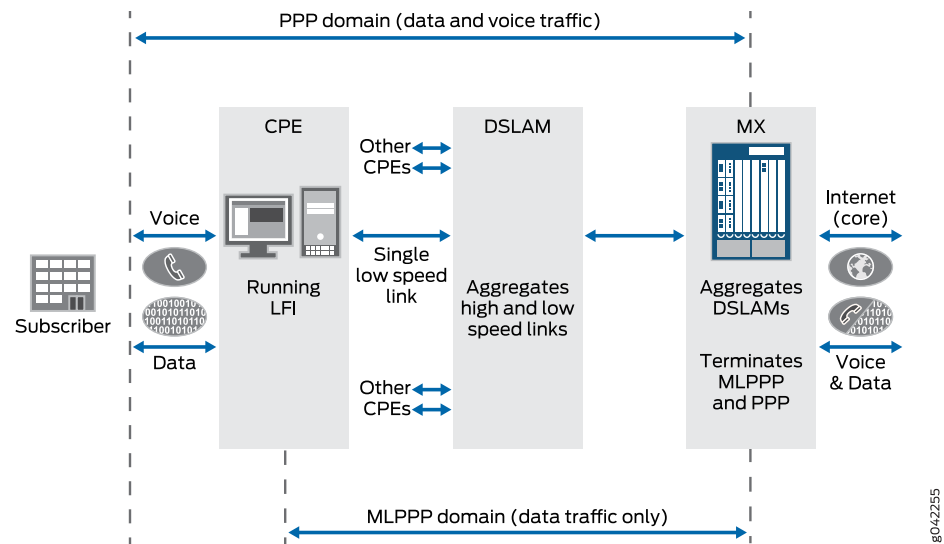 PPP domain (data and voice traffic)
CPE
DSLAM
MX
Other
CPEs
Voice
Single
low speed
link
Internet
(core)
Subscriber
Data
Running
LFI
Aggregates
high and low
speed links
Aggregates
DSLAMs
Terminates
MLPPP
and PPP
Voice
& Data
Other
CPEs
MLPPP domain (data traffic only)
g042255